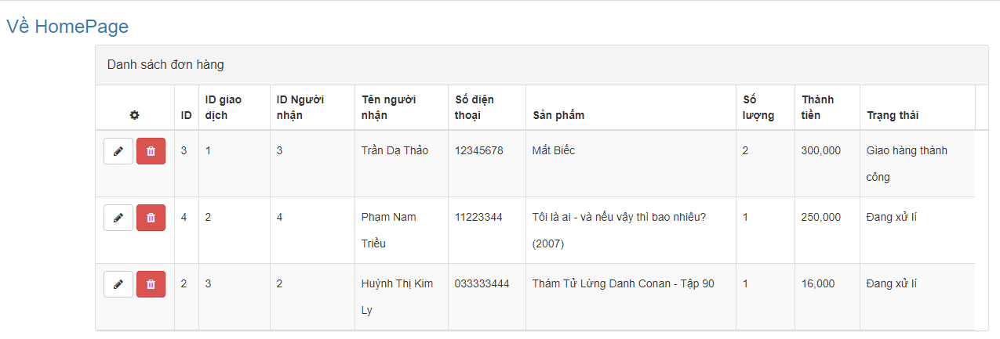 Về HomePage
Danh sách đơn hàng
ID
ID giao dịch
ID Người nhận
Tên người nhận
Số điện thoại
Sản phẩm
Số lượng
Thành tiền
Trạng thái
3 1 3 Trần Dạ Thảo 12345678 Mắt Biếc 2 300,000 Giao hàng thành công
4 2 4 Phạm Nam Triều 11223344 Tôi là ai - và nếu vậy thì bao nhiêu? (2007) 1 250,000 Đang xử lí
2 3 2 Huỳnh Thị Kim Ly 033333444 Thám Tử Lừng Danh Conan - Tập 90 1 16,000 Đang xử lí